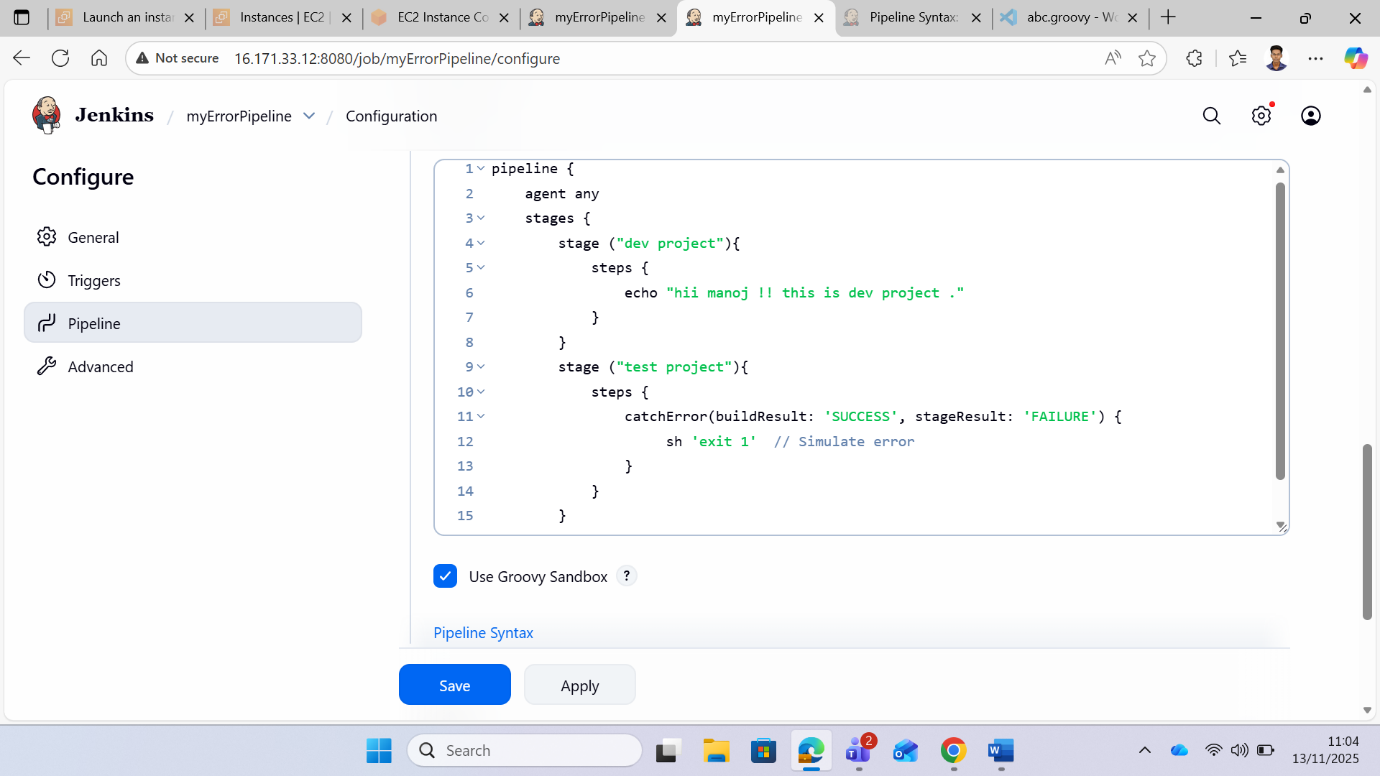 Launch an instan
Instances | EC2 |
EC2 Instance Co
myErrorPipeline
myErrorPipeline
Pipeline Syntax:
abc.groovy - Wo
Not secure
16.171.33.12:8080/job/myErrorPipeline/configure
Jenkins / myErrorPipeline / Configuration
Configure
General
Triggers
Pipeline
Advanced
1 pipeline {
2     agent any
3     stages {
4         stage ("dev project"){
5             steps {
6                 echo "hii manoj !! this is dev project ."
7             }
8         }
9         stage ("test project"){
10             steps {
11                 catchError(buildResult: 'SUCCESS', stageResult: 'FAILURE') {
12                      sh 'exit 1'  // Simulate error
13                 }
14             }
15         }
Use Groovy Sandbox ?
Pipeline Syntax
Save
Apply
Search
2
11:04
13/11/2025